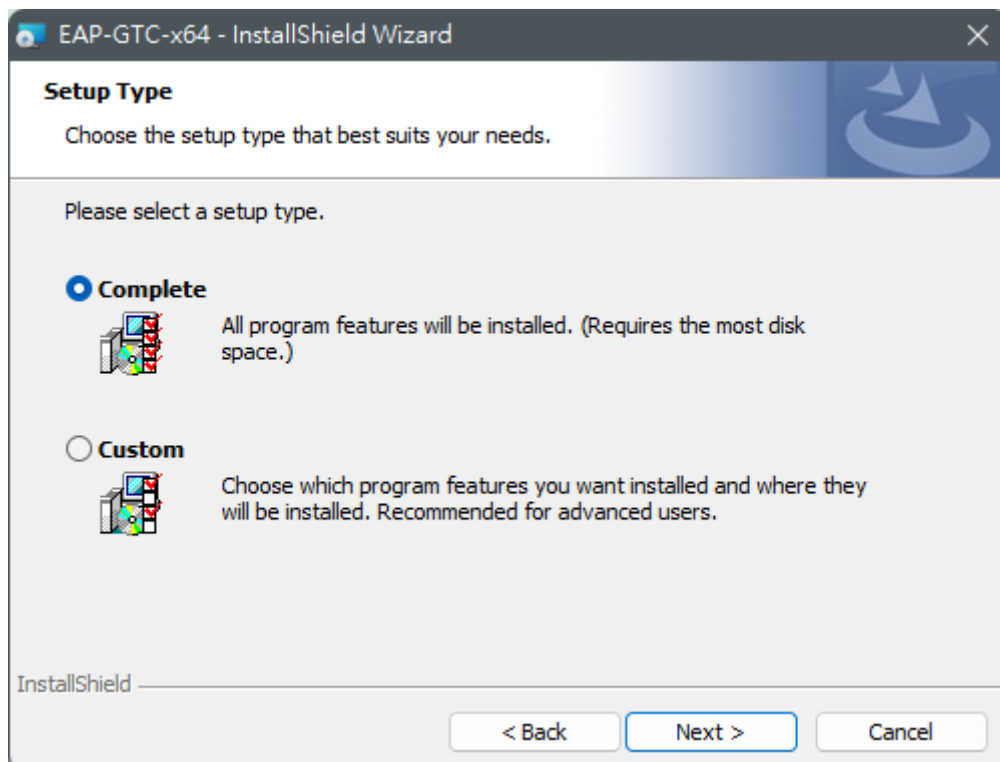 EAP-GTC-x64 - InstallShield Wizard
Setup Type
Choose the setup type that best suits your needs.
Please select a setup type.
Complete
All program features will be installed. (Requires the most disk
space.)
Custom
Choose which program features you want installed and where they
will be installed. Recommended for advanced users.
InstallShield
< Back
Next >
Cancel